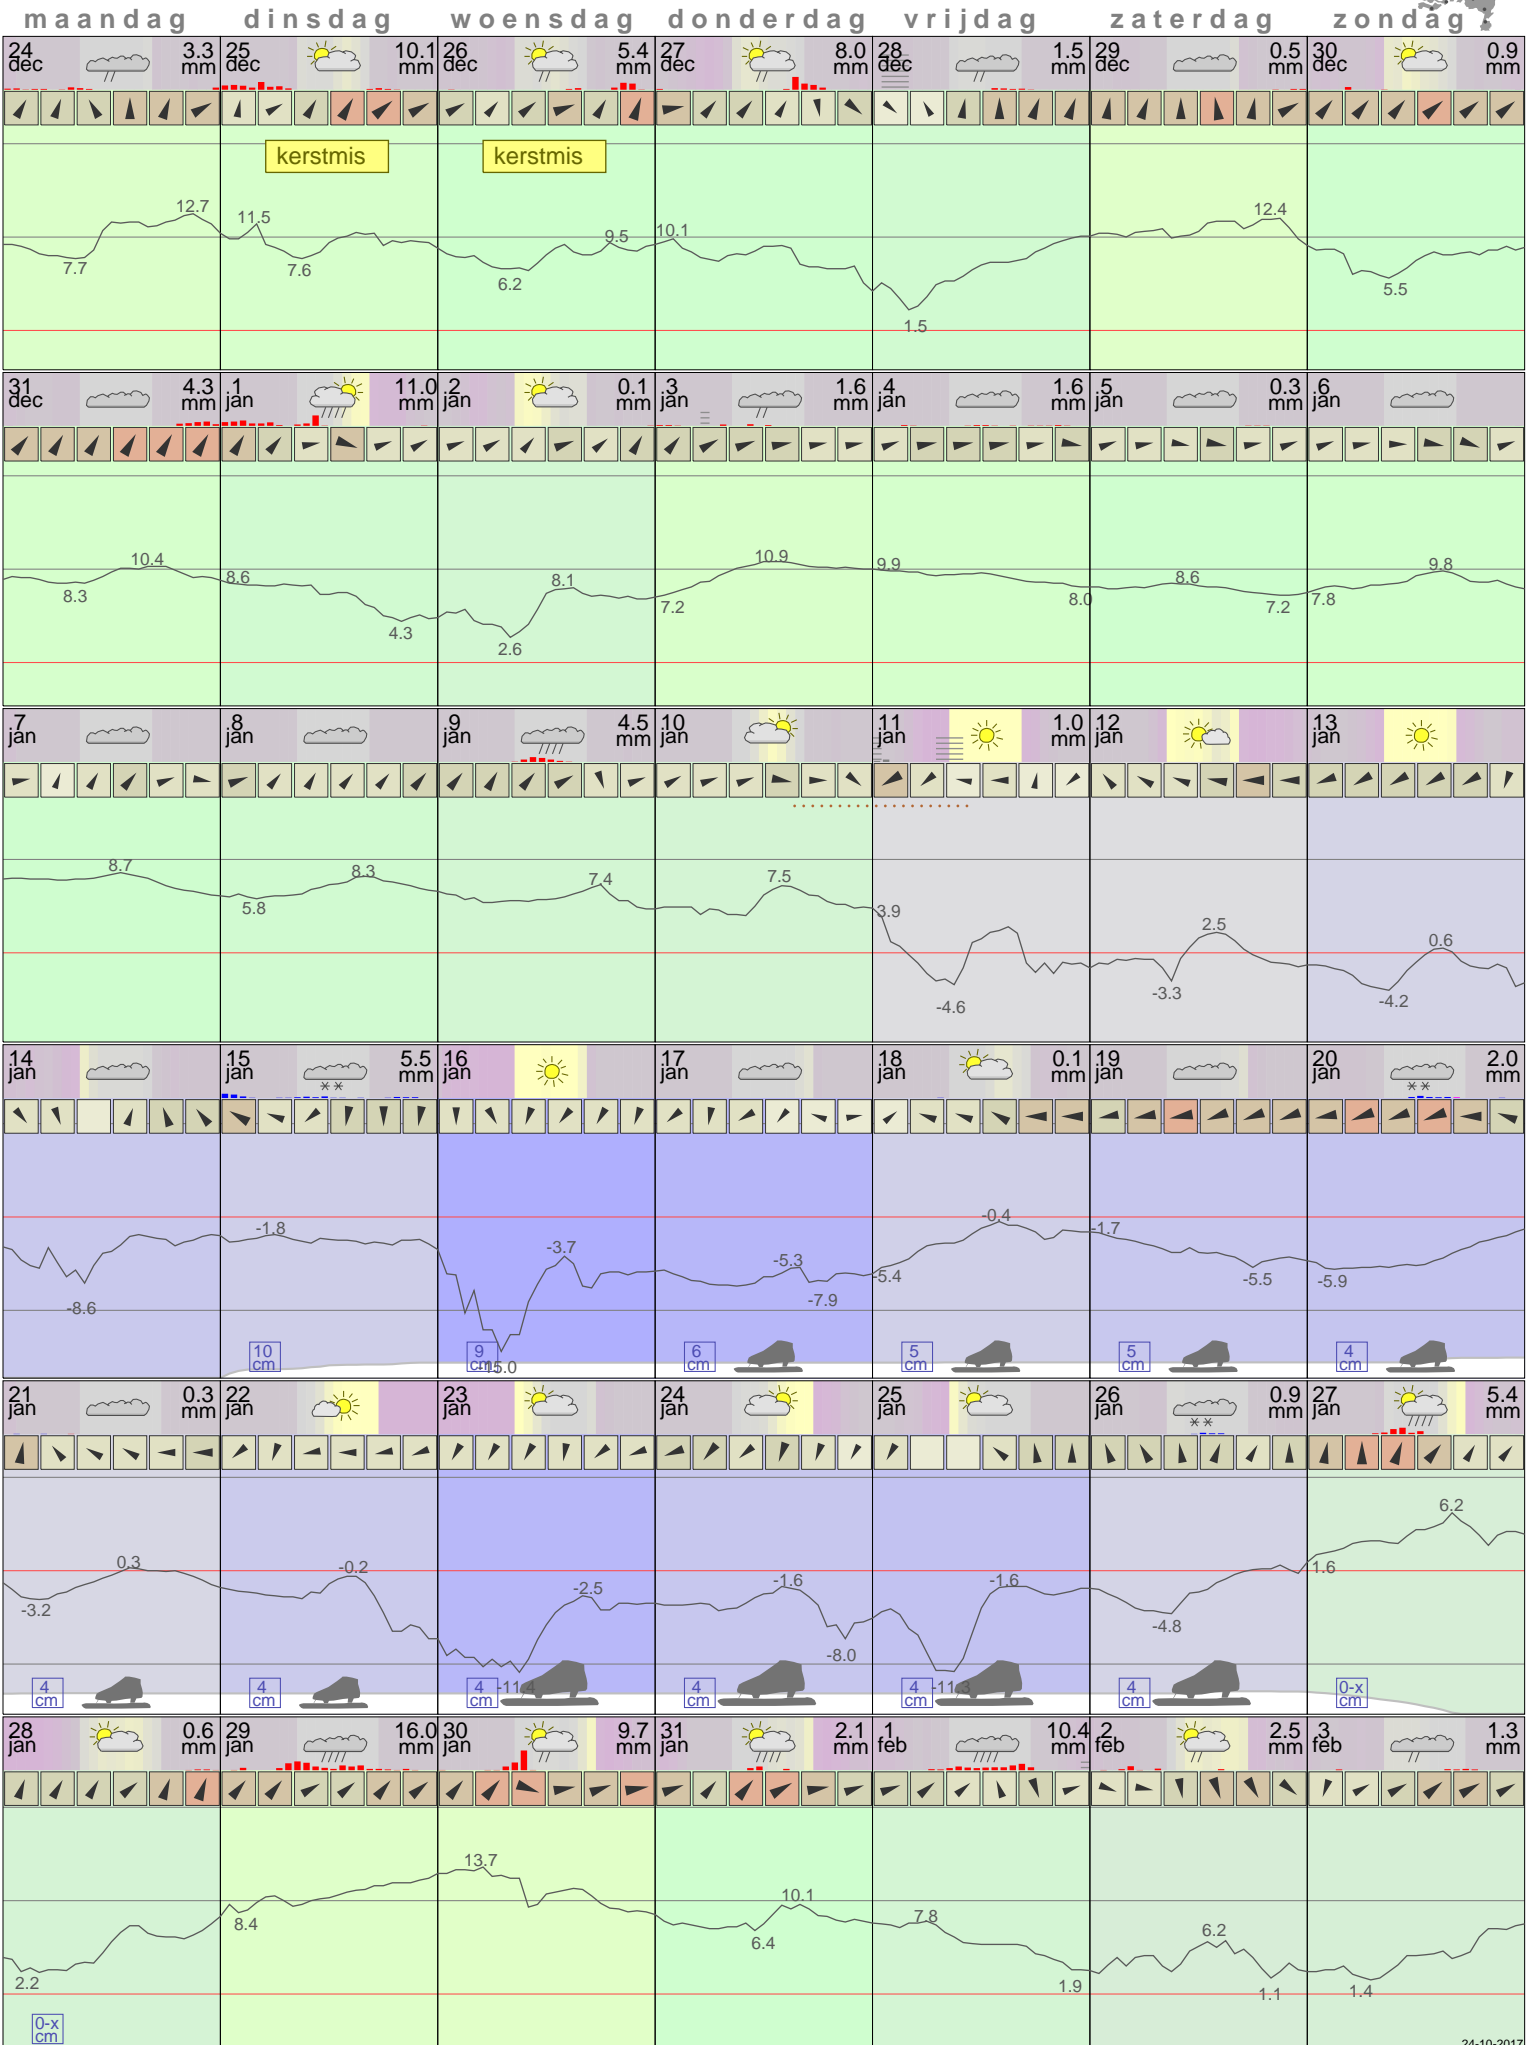 maandag dinsdag woensdag donderdag vrijdag zaterdag zondag
24 dec 3.3 mm 25 dec 10.1 mm 26 dec 5.4 mm 27 dec 8.0 mm 28 dec 1.5 mm 29 dec 0.5 mm 30 dec 0.9 mm
kerstmis kerstmis
12.7 11.5 7.7 7.6 9.5 6.2 10.1 1.5 12.4 5.5
31 dec 4.3 mm 1 jan 11.0 mm 2 jan 0.1 mm 3 jan 1.6 mm 4 jan 1.6 mm 5 jan 0.3 mm 6 jan
10.4 8.3 8.6 4.3 8.1 2.6 10.9 7.2 9.9 8.0 8.6 7.2 9.8 7.8
7 jan 8 jan 9 jan 4.5 mm 10 jan 11 jan 1.0 mm 12 jan 13 jan
8.7 5.8 8.3 7.4 7.5 3.9 -4.6 2.5 -3.3 0.6 -4.2
14 jan 15 jan 5.5 mm 16 jan 17 jan 18 jan 0.1 mm 19 jan 20 jan 2.0 mm
-8.6 -1.8 -3.7 -15.0 -5.3 -7.9 -5.4 -0.4 -1.7 -5.5 -5.9
10 cm 9 cm 6 cm 5 cm 5 cm 4 cm
21 jan 0.3 mm 22 jan 23 jan 24 jan 25 jan 26 jan 0.9 mm 27 jan 5.4 mm
0.3 -3.2 -0.2 -2.5 -11.4 -1.6 -8.0 -1.6 -11.3 -4.8 6.2 1.6
4 cm 4 cm 4 cm 4 cm 4 cm 4 cm 0-x cm
28 jan 0.6 mm 29 jan 16.0 mm 30 jan 9.7 mm 31 jan 2.1 mm 1 feb 10.4 mm 2 feb 2.5 mm 3 feb 1.3 mm
2.2 8.4 13.7 10.1 6.4 7.8 1.9 6.2 1.1 1.4
0-x cm
24-10-2017